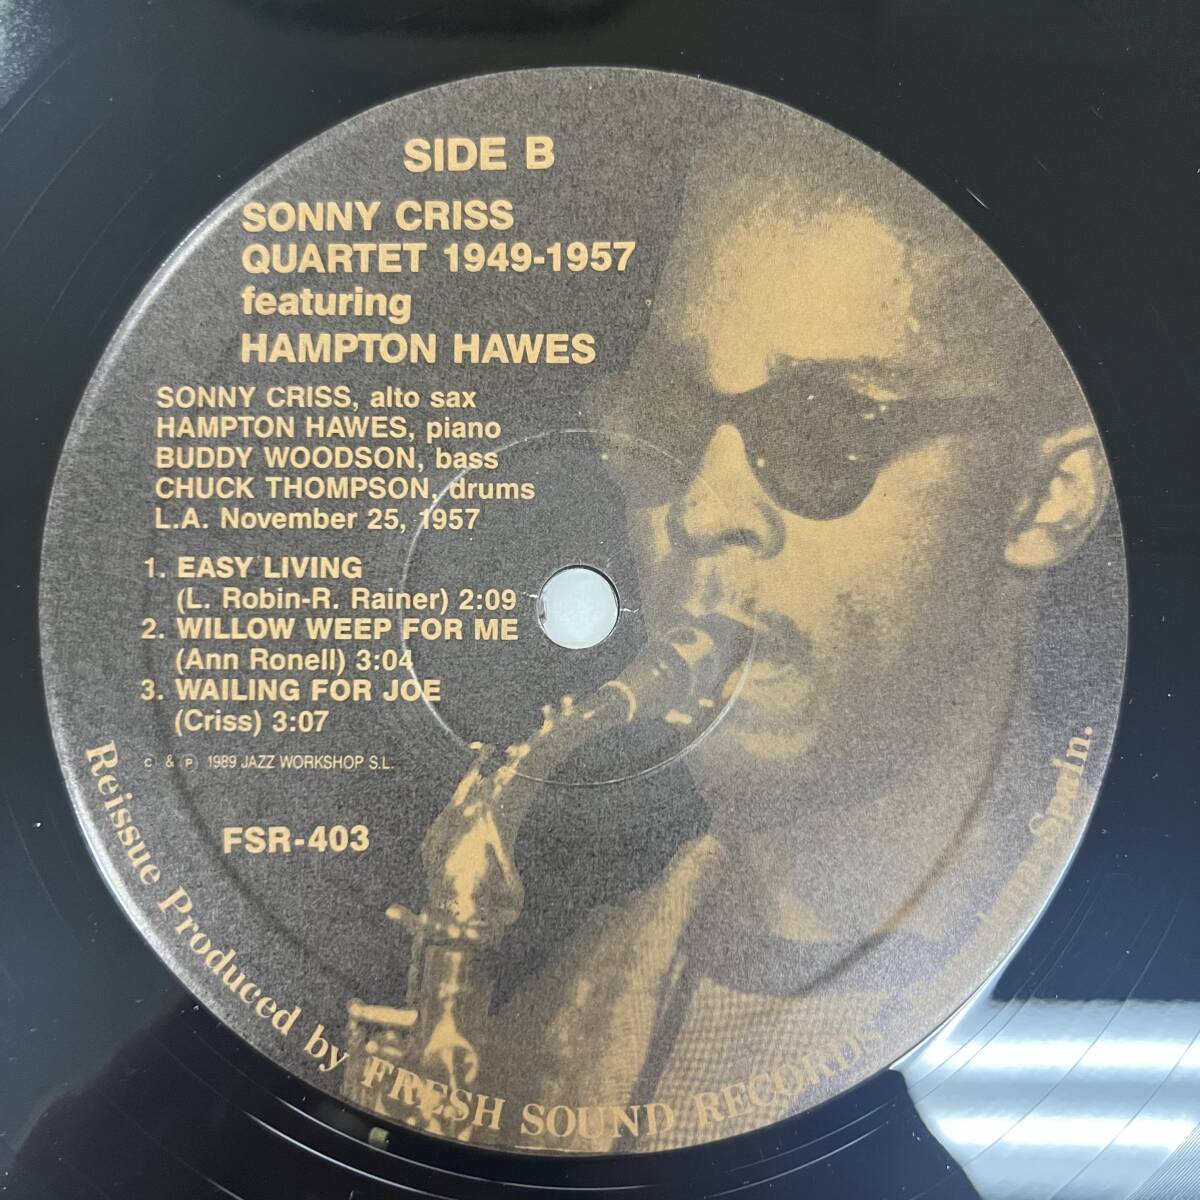 SIDE B
SONNY CRISS
QUARTET 1949-1957
featuring
HAMPTON HAWES
SONNY CRISS, alto sax
HAMPTON HAWES, piano
BUDDY WOODSON, bass
CHUCK THOMPSON, drums
L.A. November 25, 1957
1. EASY LIVING
(L. Robin-R. Rainer) 2:09
2. WILLOW WEEP FOR ME
(Ann Ronell) 3:04
3. WAILING FOR JOE
(Criss) 3:07
C & P 1989 JAZZ WORKSHOP S.L.
FSR-403
Reissue Produced by FRESH SOUND RECORDS Spain.